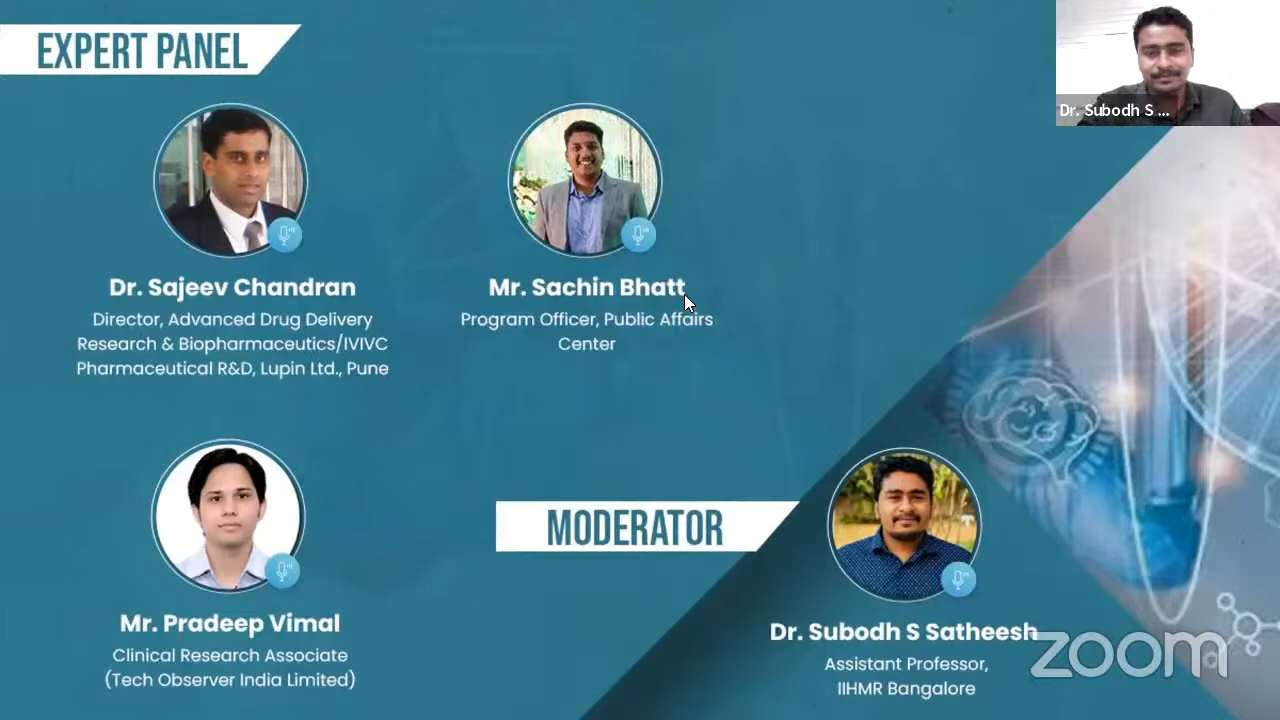 EXPERT PANEL
Dr. Subodh S ...
Dr. Sajeev Chandran
Director, Advanced Drug Delivery
Research & Biopharmaceutics/IVIVC
Pharmaceutical R&D, Lupin Ltd., Pune
Mr. Sachin Bhatt
Program Officer, Public Affairs
Center
Mr. Pradeep Vimal
Clinical Research Associate
(Tech Observer India Limited)
MODERATOR
Dr. Subodh S Satheesh
Assistant Professor,
IIHMR Bangalore
zoom